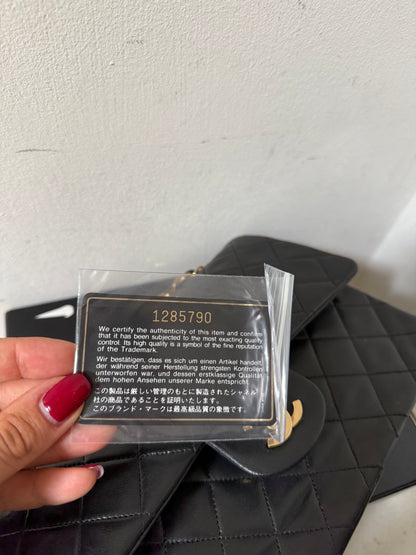 1285790
We certify the authenticity of this item and confirm
that it has been subjected to the most exacting quality
control. Its high quality is a symbol of the fine reputation
of the Trademark.
Wir bestätigen, dass es sich um einen Artikel handelt,
der während seiner Herstellung strengsten Kontrollen
unterworfen war, und dessen erstklassige Qualität
dem hohen Ansehen unserer Marke entspricht.
この製品は厳しい管理のもとに製造されたシャネル
社の商品であることを証明いたします。
このブランド・マークは最高級品質の象徴です。